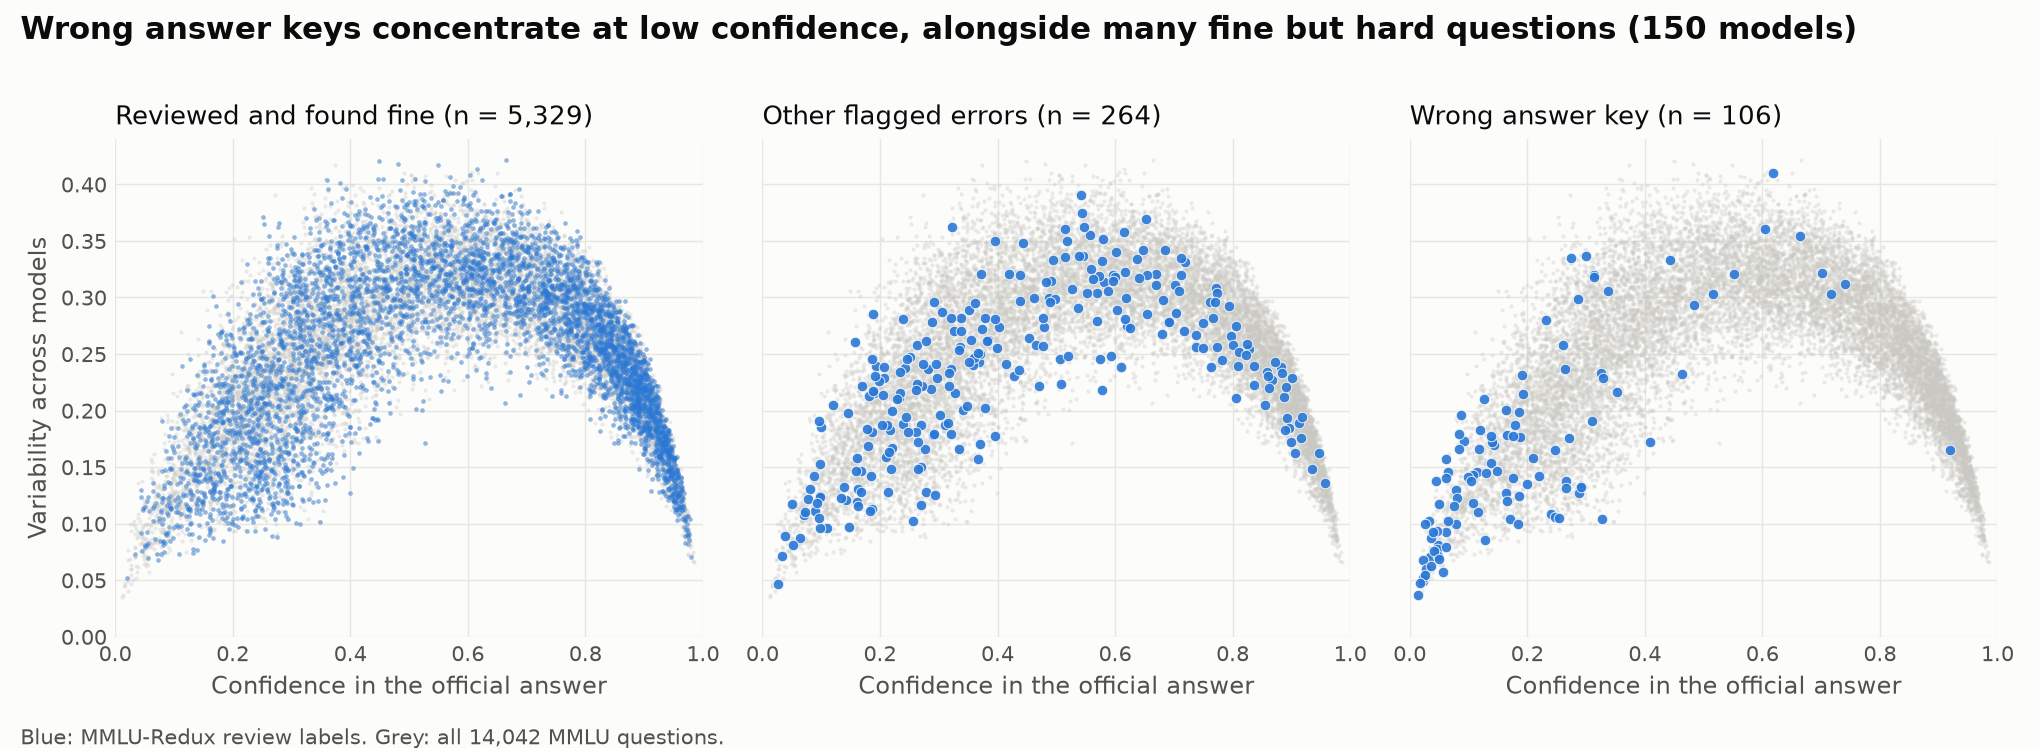 Wrong answer keys concentrate at low confidence, alongside many fine but hard questions (150 models)
Reviewed and found fine (n = 5,329)
Other flagged errors (n = 264)
Wrong answer key (n = 106)
Variability across models
0.40
0.35
0.30
0.25
0.20
0.15
0.10
0.05
0.00
0.0 0.2 0.4 0.6 0.8 1.0
0.0 0.2 0.4 0.6 0.8 1.0
0.0 0.2 0.4 0.6 0.8 1.0
Confidence in the official answer
Confidence in the official answer
Confidence in the official answer
Blue: MMLU-Redux review labels. Grey: all 14,042 MMLU questions.